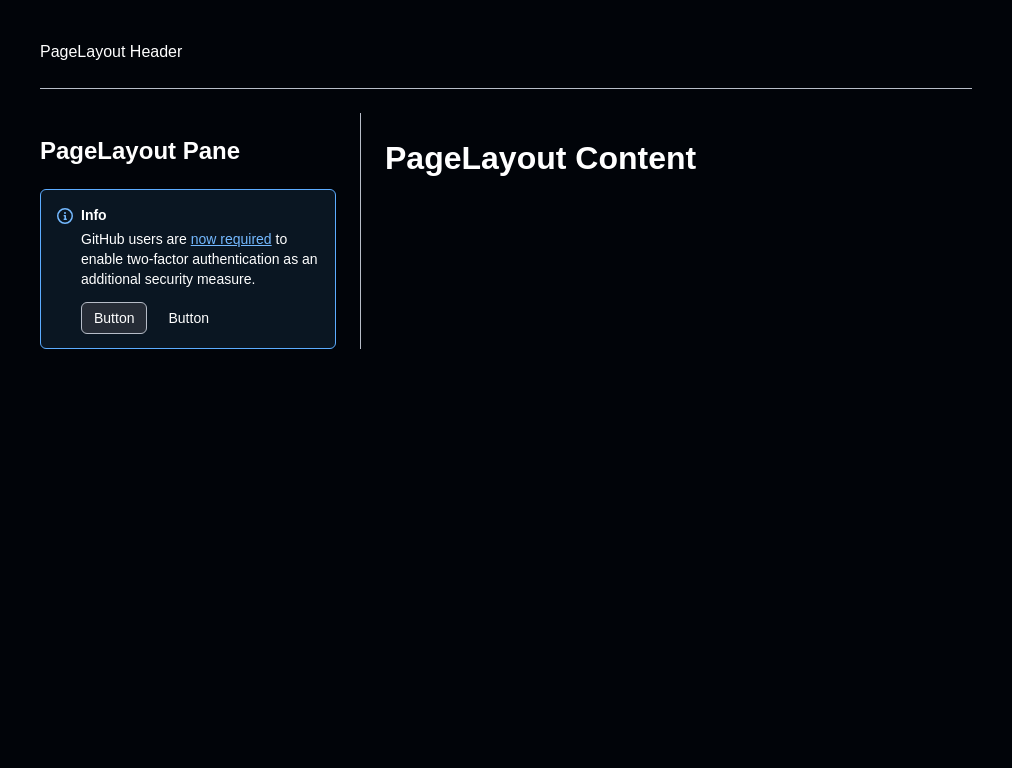 PageLayout Header
PageLayout Pane
Info
GitHub users are now required to
enable two-factor authentication as an
additional security measure.
Button Button
PageLayout Content